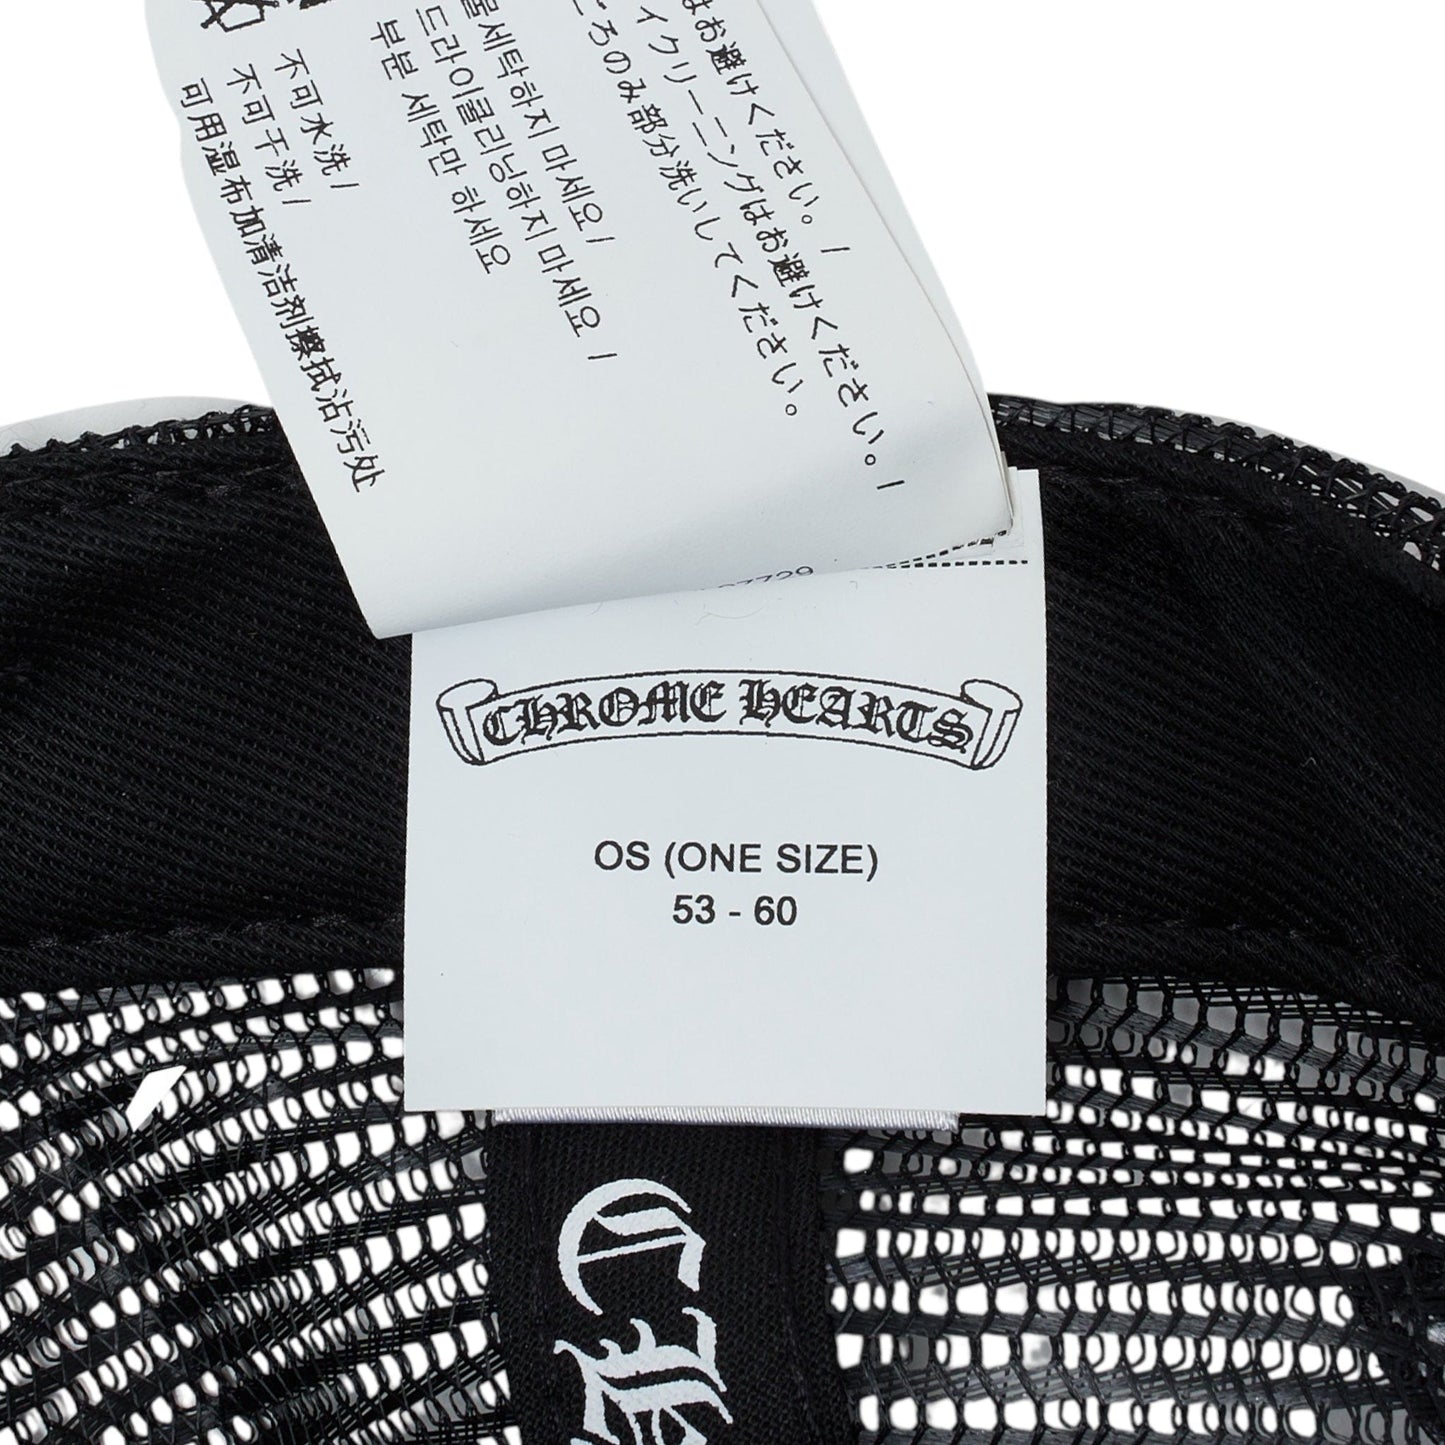 はお避けください。/
イクリーニングはお避けください。/
ころのみ部分洗いしてください。
물세탁하지 마세요/
드라이클리닝하지 마세요 /
부분 세탁만 하세요
不可水洗/
不可干洗/
可用湿布加清洁剂擦拭沾污处
CHROME HEARTS
OS (ONE SIZE)
53 - 60